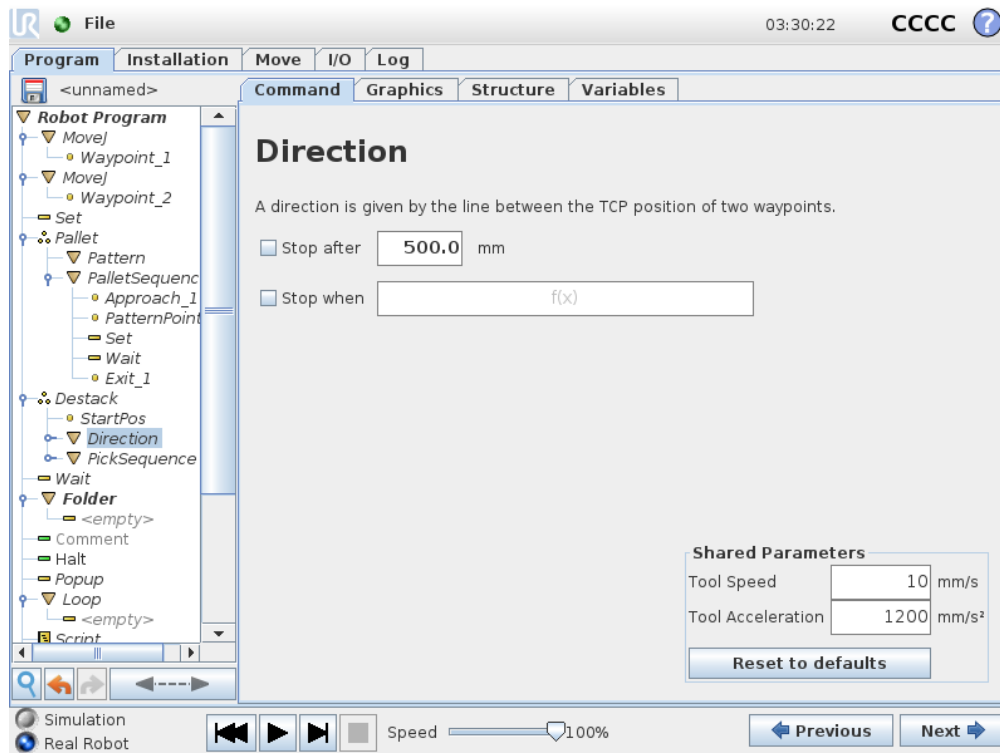 UR File 03:30:22 CCCC ?
Program Installation Move I/O Log
<unnamed> Command Graphics Structure Variables
Robot Program
MoveJ
Waypoint_1
MoveJ
Waypoint_2
Set
Pallet
Pattern
PalletSequenc
Approach_1
PatternPoint
Set
Wait
Exit_1
Destack
StartPos
Direction
PickSequence
Wait
Folder
<empty>
Comment
Halt
Popup
Loop
<empty>
Script
Direction
A direction is given by the line between the TCP position of two waypoints.
Stop after 500.0 mm
Stop when f(x)
Shared Parameters
Tool Speed 10 mm/s
Tool Acceleration 1200 mm/s²
Reset to defaults
Simulation
Real Robot
Speed 100%
Previous Next